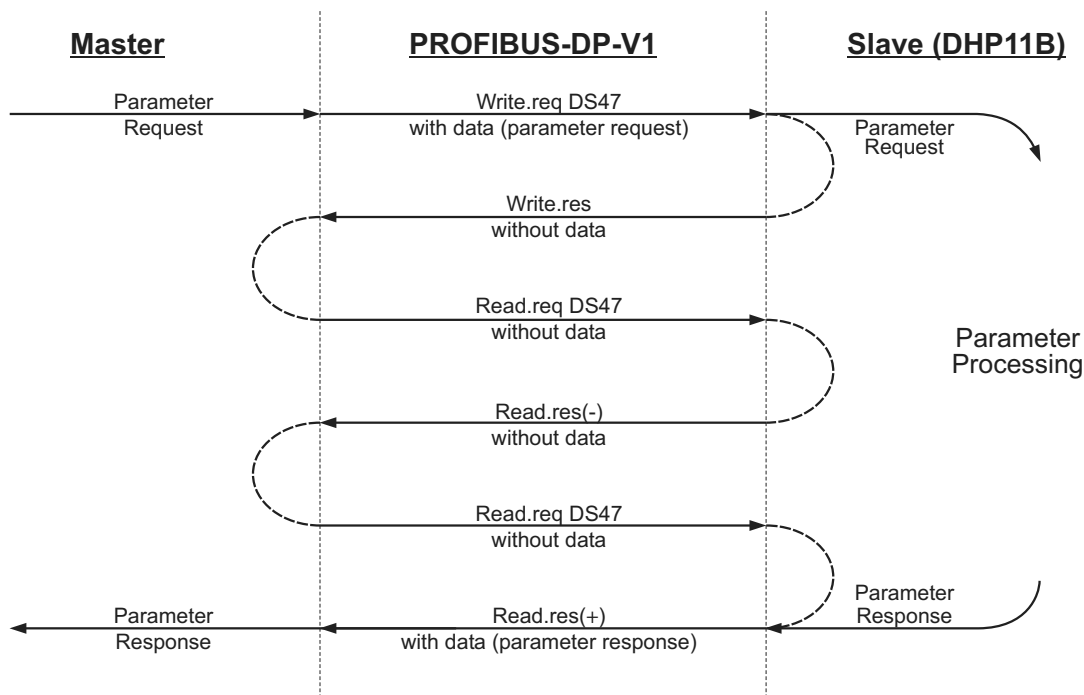 Master
PROFIBUS-DP-V1
Slave (DHP11B)
Parameter
Request
Write.req DS47
with data (parameter request)
Parameter
Request
Write.res
without data
Read.req DS47
without data
Parameter
Processing
Read.res(-)
without data
Read.req DS47
without data
Parameter
Response
Read.res(+)
with data (parameter response)
Parameter
Response